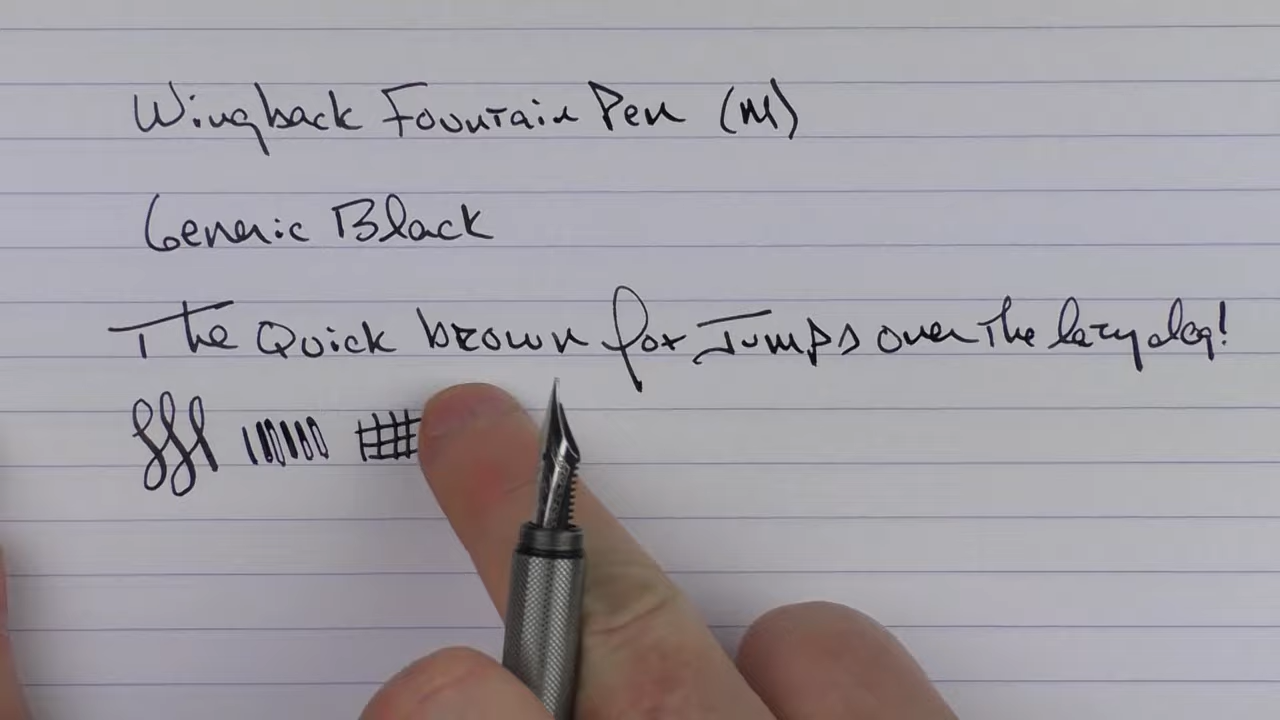 Wingback Fountain Pen (M)
Generic Black
The Quick brown fox Jumps over The lazy dog!